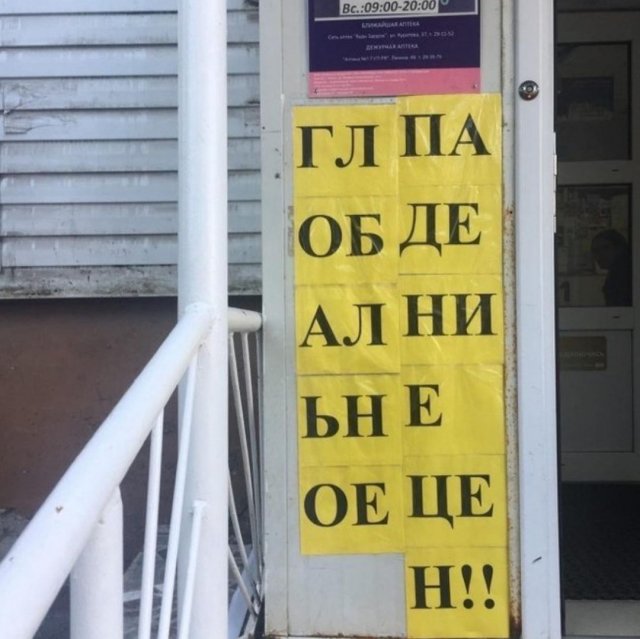 Вс.:09:00-20:00
БЛИЖАЙШАЯ АПТЕКА
ДЕЖУРНАЯ АПТЕКА
ГЛ
ОБ
АЛ
ЬН
ОЕ
ПА
ДЕ
НИ
Е
ЦЕ
Н!!